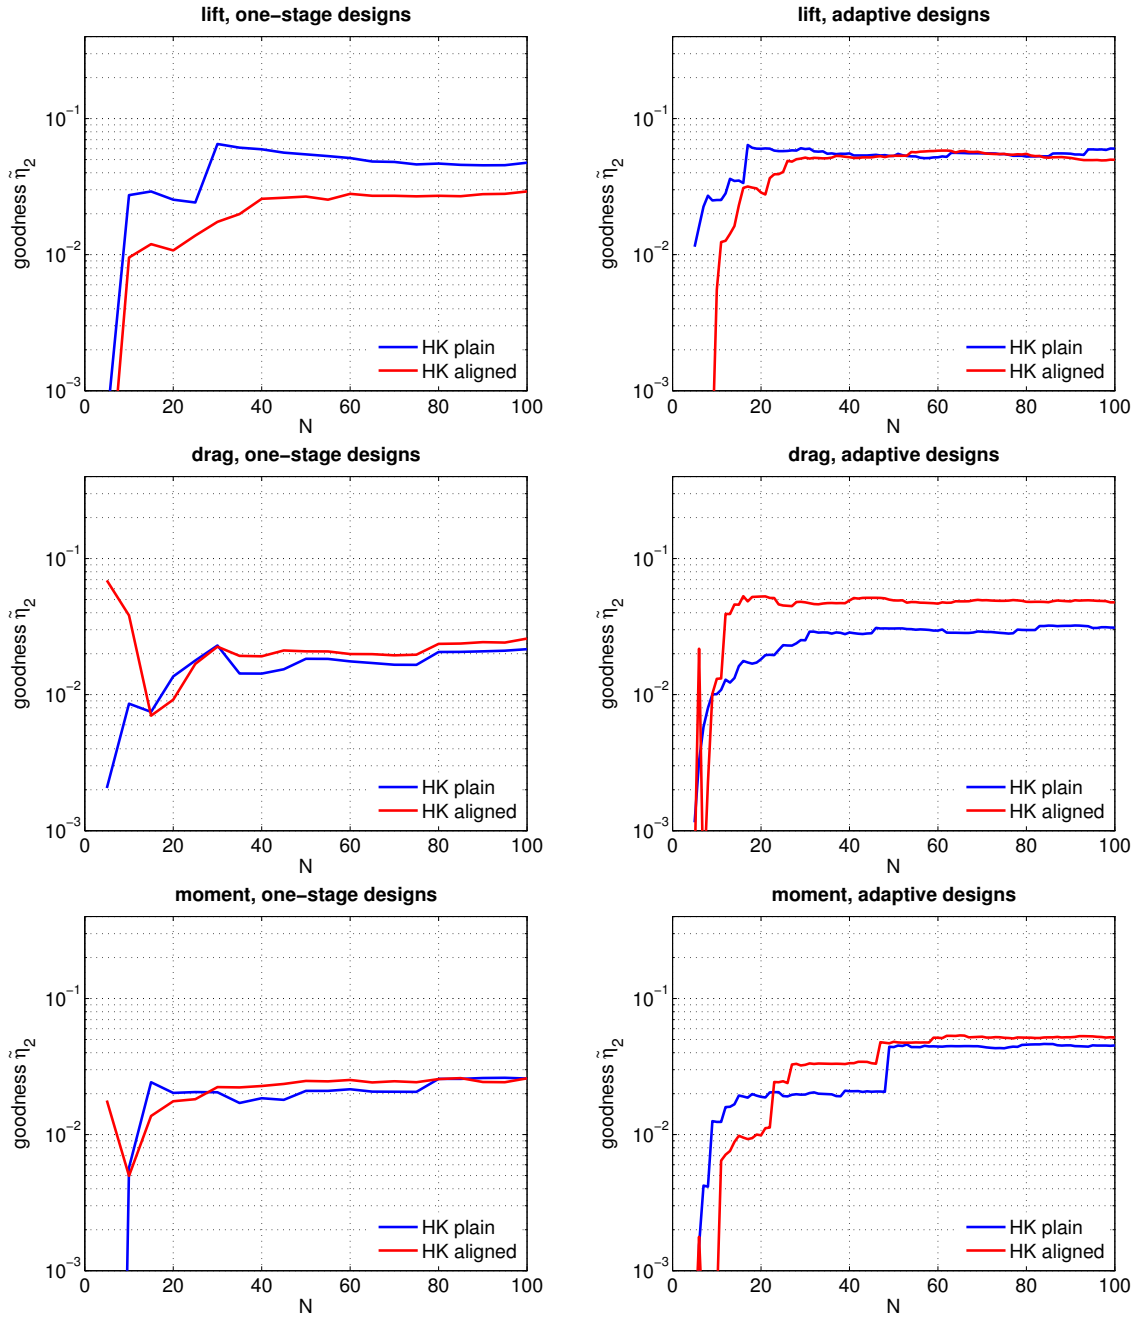 lift, one−stage designs
goodness η̃₂
10⁻¹
10⁻²
10⁻³
HK plain
HK aligned
0 20 40 60 80 100
N
lift, adaptive designs
goodness η̃₂
10⁻¹
10⁻²
10⁻³
HK plain
HK aligned
0 20 40 60 80 100
N
drag, one−stage designs
goodness η̃₂
10⁻¹
10⁻²
10⁻³
HK plain
HK aligned
0 20 40 60 80 100
N
drag, adaptive designs
goodness η̃₂
10⁻¹
10⁻²
10⁻³
HK plain
HK aligned
0 20 40 60 80 100
N
moment, one−stage designs
goodness η̃₂
10⁻¹
10⁻²
10⁻³
HK plain
HK aligned
0 20 40 60 80 100
N
moment, adaptive designs
goodness η̃₂
10⁻¹
10⁻²
10⁻³
HK plain
HK aligned
0 20 40 60 80 100
N